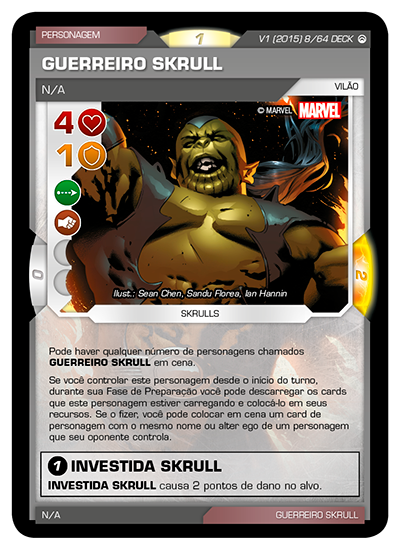 PERSONAGEM
1
V1 (2015) 8/64 DECK
GUERREIRO SKRULL
N/A
VILÃO
© MARVEL MARVEL
4
1
0
2
Ilust.: Sean Chen, Sandu Florea, Ian Hannin
SKRULLS
Pode haver qualquer número de personagens chamados
GUERREIRO SKRULL em cena.
Se você controlar este personagem desde o início do turno,
durante sua Fase de Preparação você pode descarregar os cards
que este personagem estiver carregando e colocá-lo em seus
recursos. Se o fizer, você pode colocar em cena um card de
personagem com o mesmo nome ou alter ego de um personagem
que seu oponente controla.
1 INVESTIDA SKRULL
INVESTIDA SKRULL causa 2 pontos de dano no alvo.
N/A
GUERREIRO SKRULL